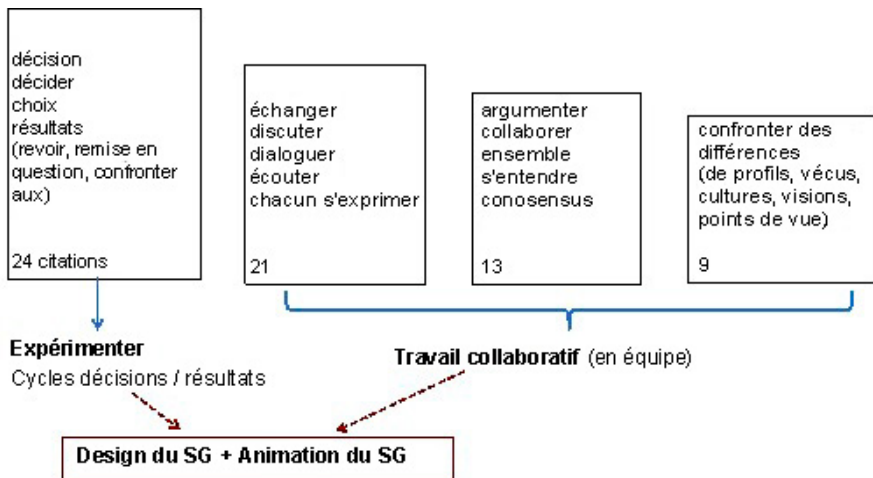 décision
décider
choix
résultats
(revoir, remise en
question, confronter
aux)
24 citations
échanger
discuter
dialoguer
écouter
chacun s'exprimer
21
argumenter
collaborer
ensemble
s'entendre
conosensus
13
confronter des
différences
(de profils, vécus,
cultures, visions,
points de vue)
9
Expérimenter
Cycles décisions / résultats
Travail collaboratif (en équipe)
Design du SG + Animation du SG